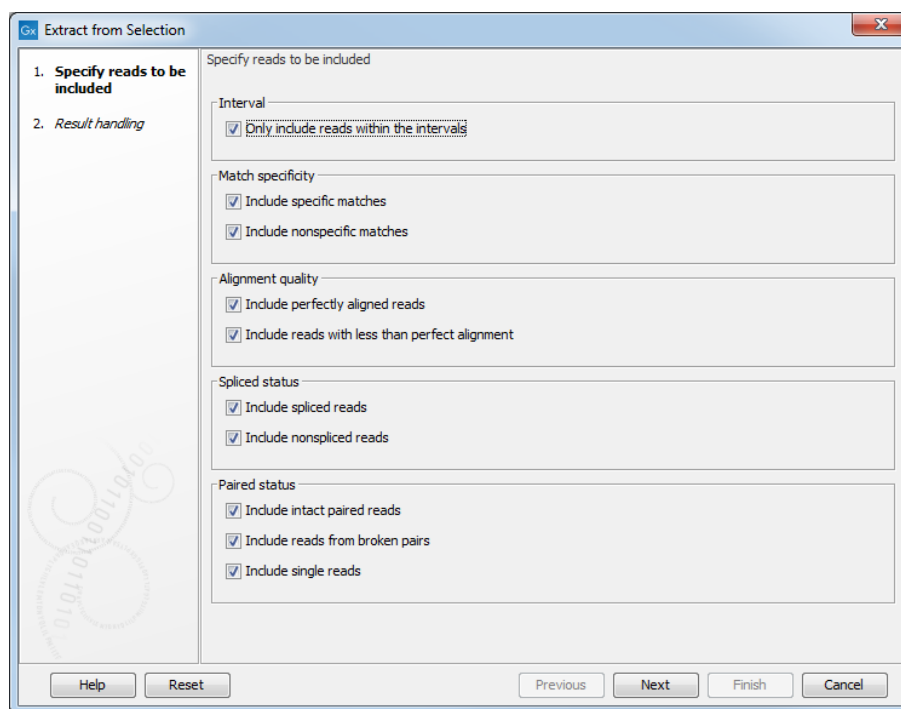 Gx Extract from Selection
1. Specify reads to be
included
2. Result handling
Specify reads to be included
Interval
Only include reads within the intervals
Match specificity
Include specific matches
Include nonspecific matches
Alignment quality
Include perfectly aligned reads
Include reads with less than perfect alignment
Spliced status
Include spliced reads
Include nonspliced reads
Paired status
Include intact paired reads
Include reads from broken pairs
Include single reads
Help Reset Previous Next Finish Cancel